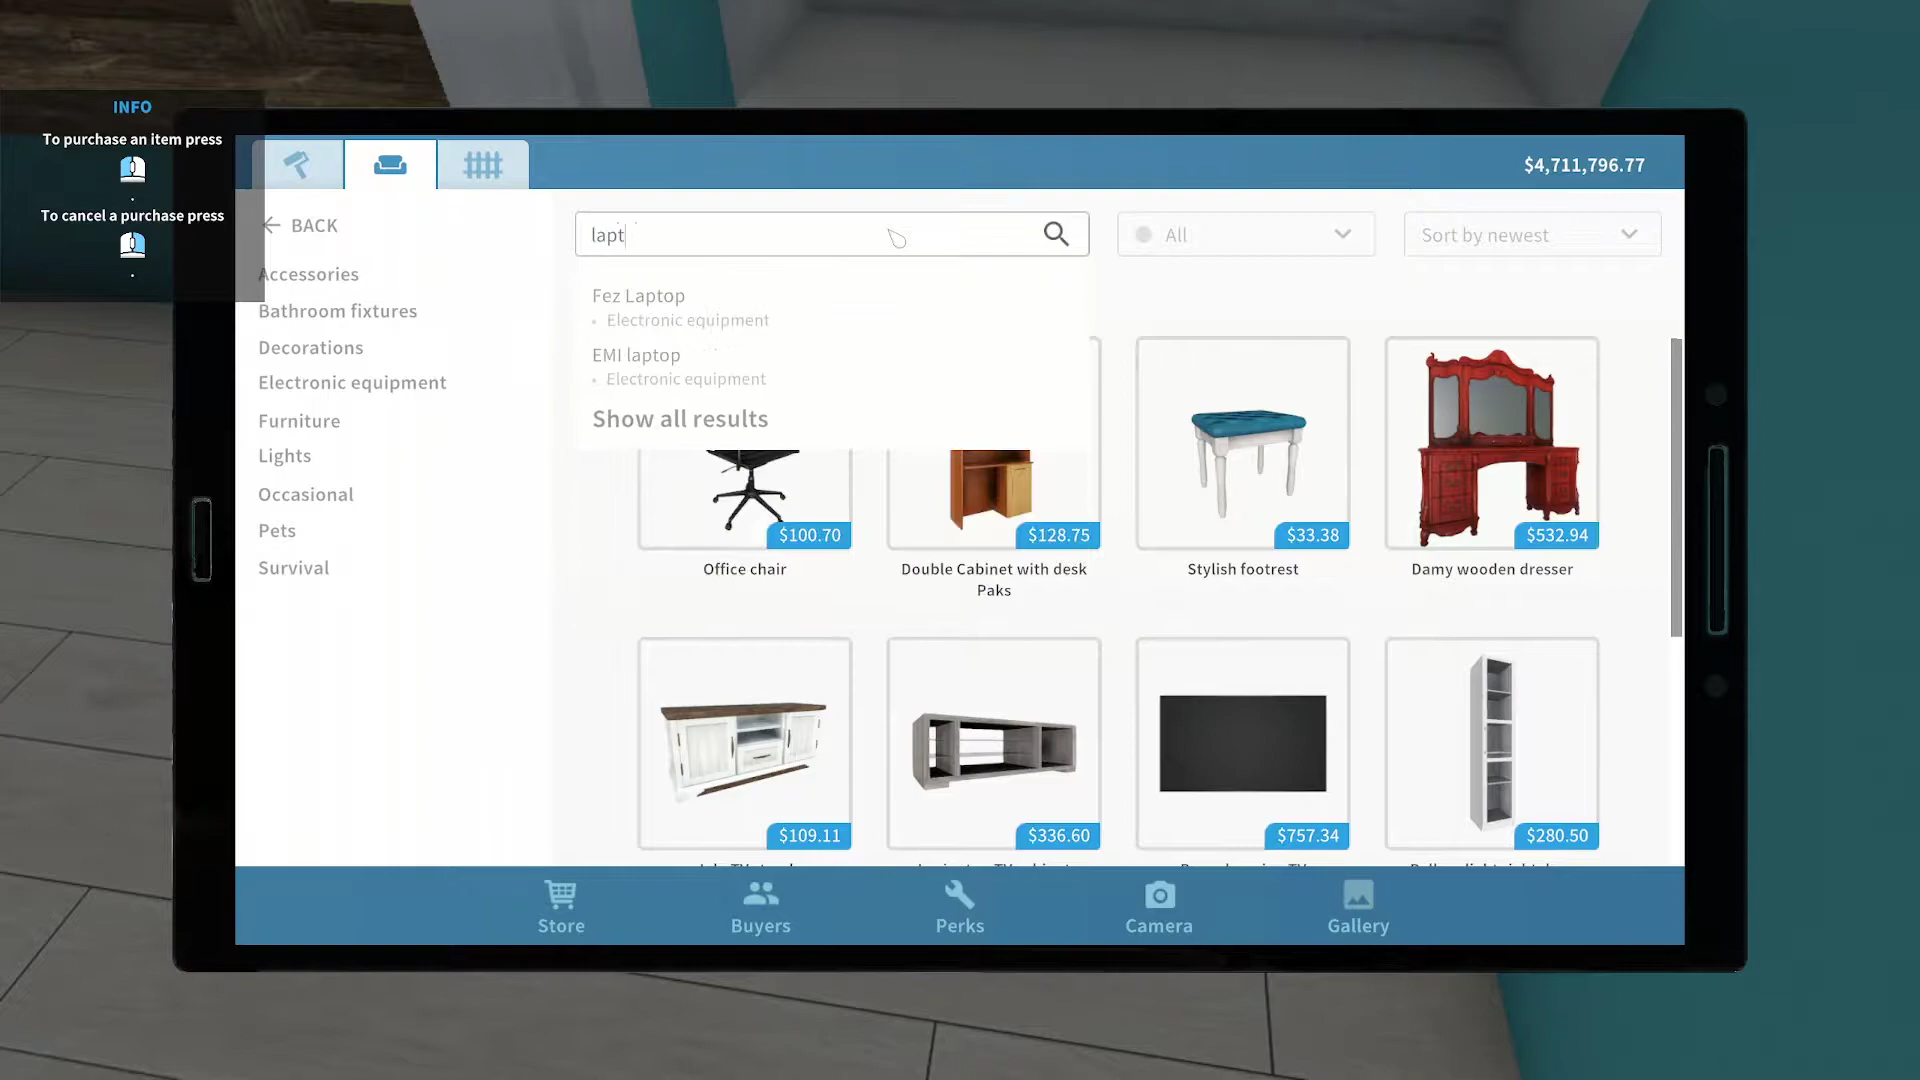 INFO
To purchase an item press
.
To cancel a purchase press
.
$4,711,796.77
BACK
Accessories
Bathroom fixtures
Decorations
Electronic equipment
Furniture
Lights
Occasional
Pets
Survival
lapt
All
Sort by newest
Fez Laptop
• Electronic equipment
EMI laptop
• Electronic equipment
Show all results
$100.70
$128.75
$33.38
$532.94
Office chair
Double Cabinet with desk
Paks
Stylish footrest
Damy wooden dresser
$109.11
$336.60
$757.34
$280.50
Store
Buyers
Perks
Camera
Gallery